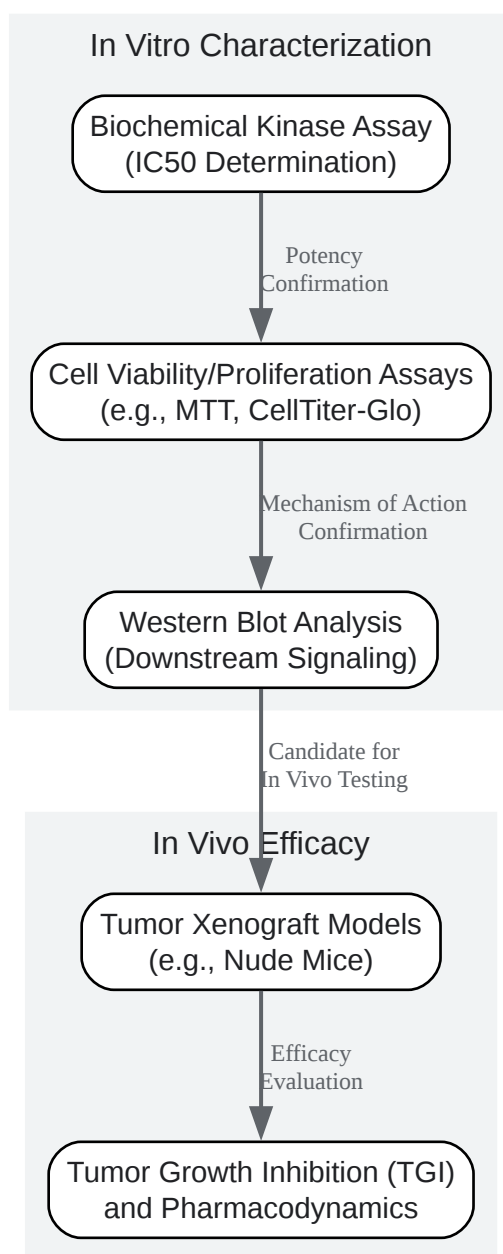 In Vitro Characterization
Biochemical Kinase Assay
(IC50 Determination)
Potency
Confirmation
Cell Viability/Proliferation Assays
(e.g., MTT, CellTiter-Glo)
Mechanism of Action
Confirmation
Western Blot Analysis
(Downstream Signaling)
Candidate for
In Vivo Testing
In Vivo Efficacy
Tumor Xenograft Models
(e.g., Nude Mice)
Efficacy
Evaluation
Tumor Growth Inhibition (TGI)
and Pharmacodynamics